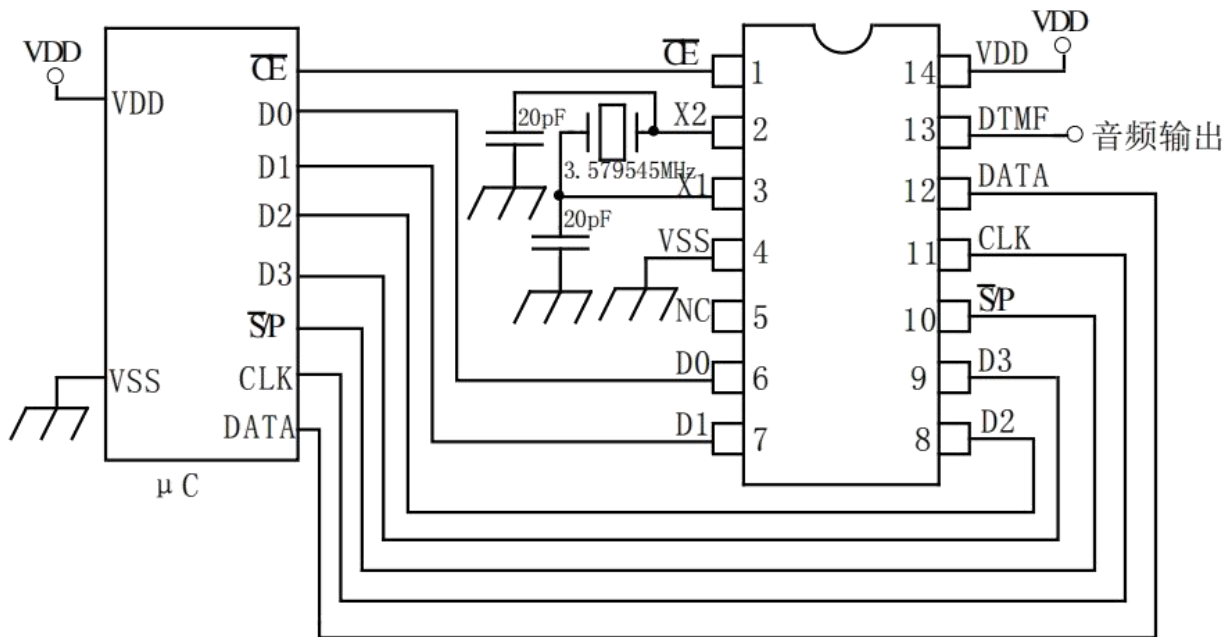 VDD
VDD
C̅E̅
D0
D1
D2
D3
S̅/P
CLK
DATA
VSS
μC
20pF
3.579545MHz
20pF
C̅E̅
X2
X1
VSS
NC
D0
D1
1
2
3
4
5
6
7
14
13
12
11
10
9
8
VDD
VDD
DTMF
音频输出
DATA
CLK
S̅/P
D3
D2